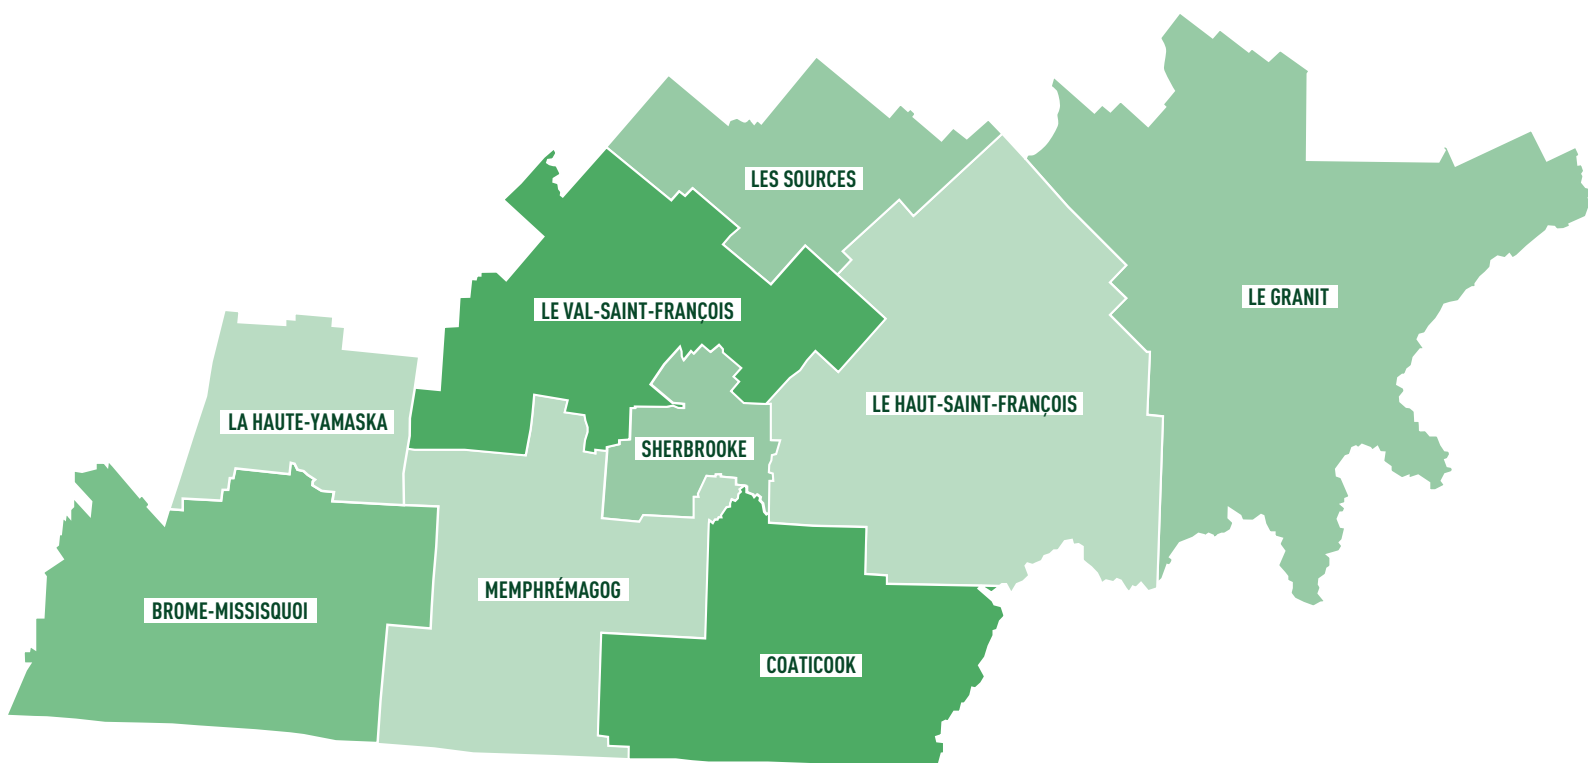 LES SOURCES
LE GRANIT
LE VAL-SAINT-FRANÇOIS
LE HAUT-SAINT-FRANÇOIS
LA HAUTE-YAMASKA
SHERBROOKE
MEMPHRÉMAGOG
BROME-MISSISQUOI
COATICOOK